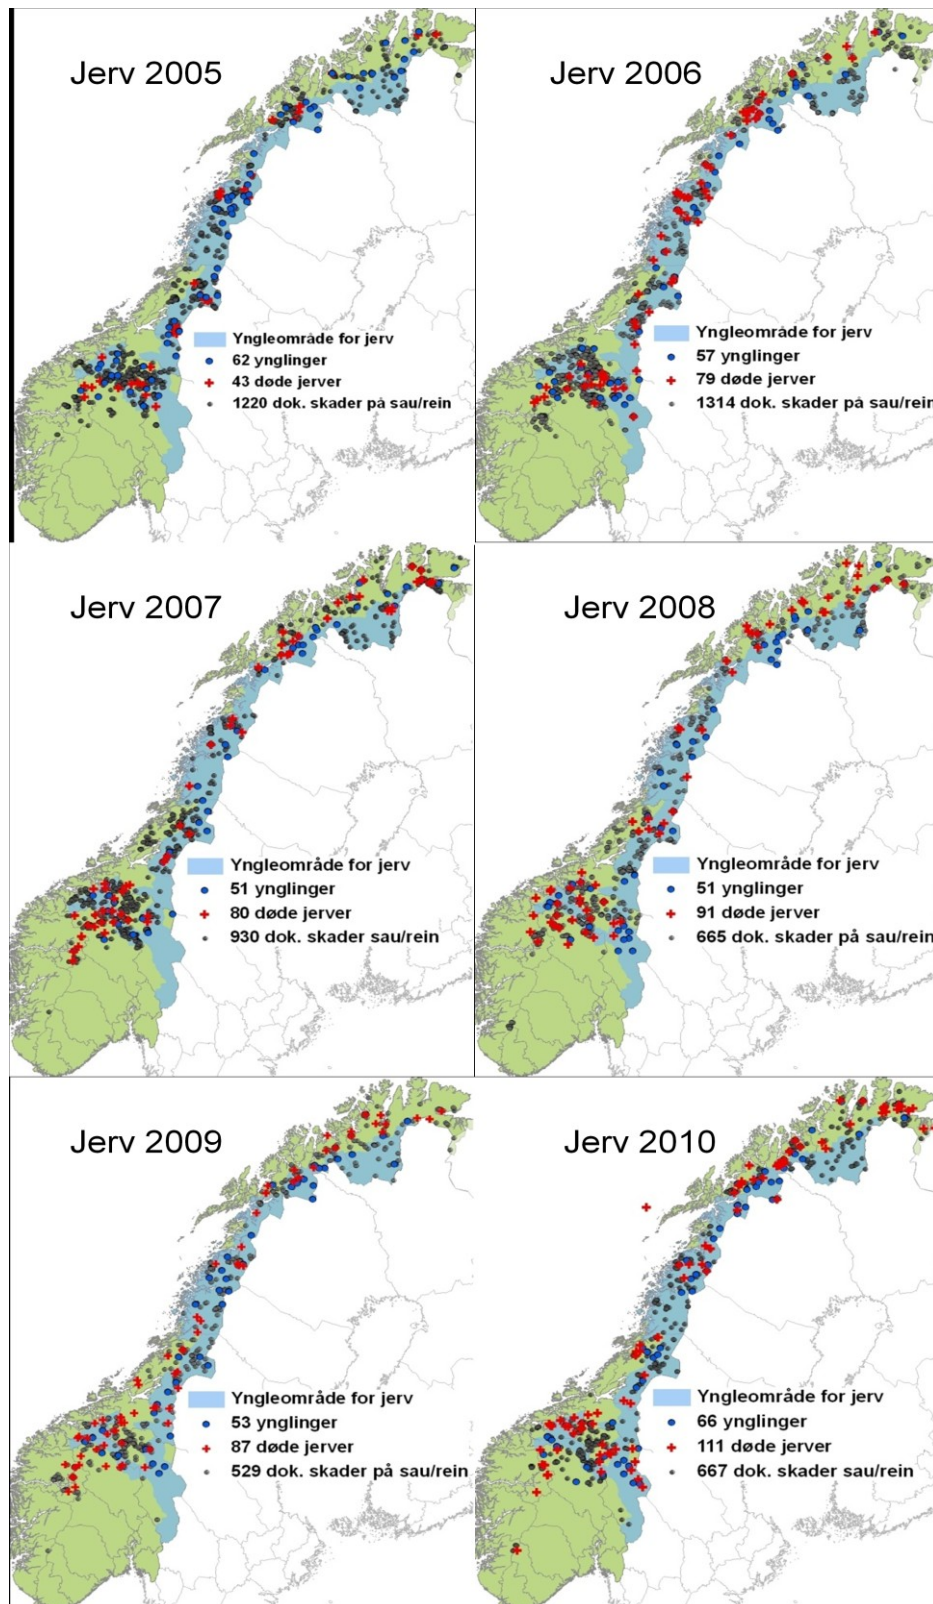 Jerv 2005
Yngleområde for jerv
62 ynglinger
43 døde jerver
1220 dok. skader på sau/rein
Jerv 2006
Yngleområde for jerv
57 ynglinger
79 døde jerver
1314 dok. skader på sau/rein
Jerv 2007
Yngleområde for jerv
51 ynglinger
80 døde jerver
930 dok. skader sau/rein
Jerv 2008
Yngleområde for jerv
51 ynglinger
91 døde jerver
665 dok. skader på sau/rein
Jerv 2009
Yngleområde for jerv
53 ynglinger
87 døde jerver
529 dok. skader på sau/rein
Jerv 2010
Yngleområde for jerv
66 ynglinger
111 døde jerver
667 dok. skader sau/rein